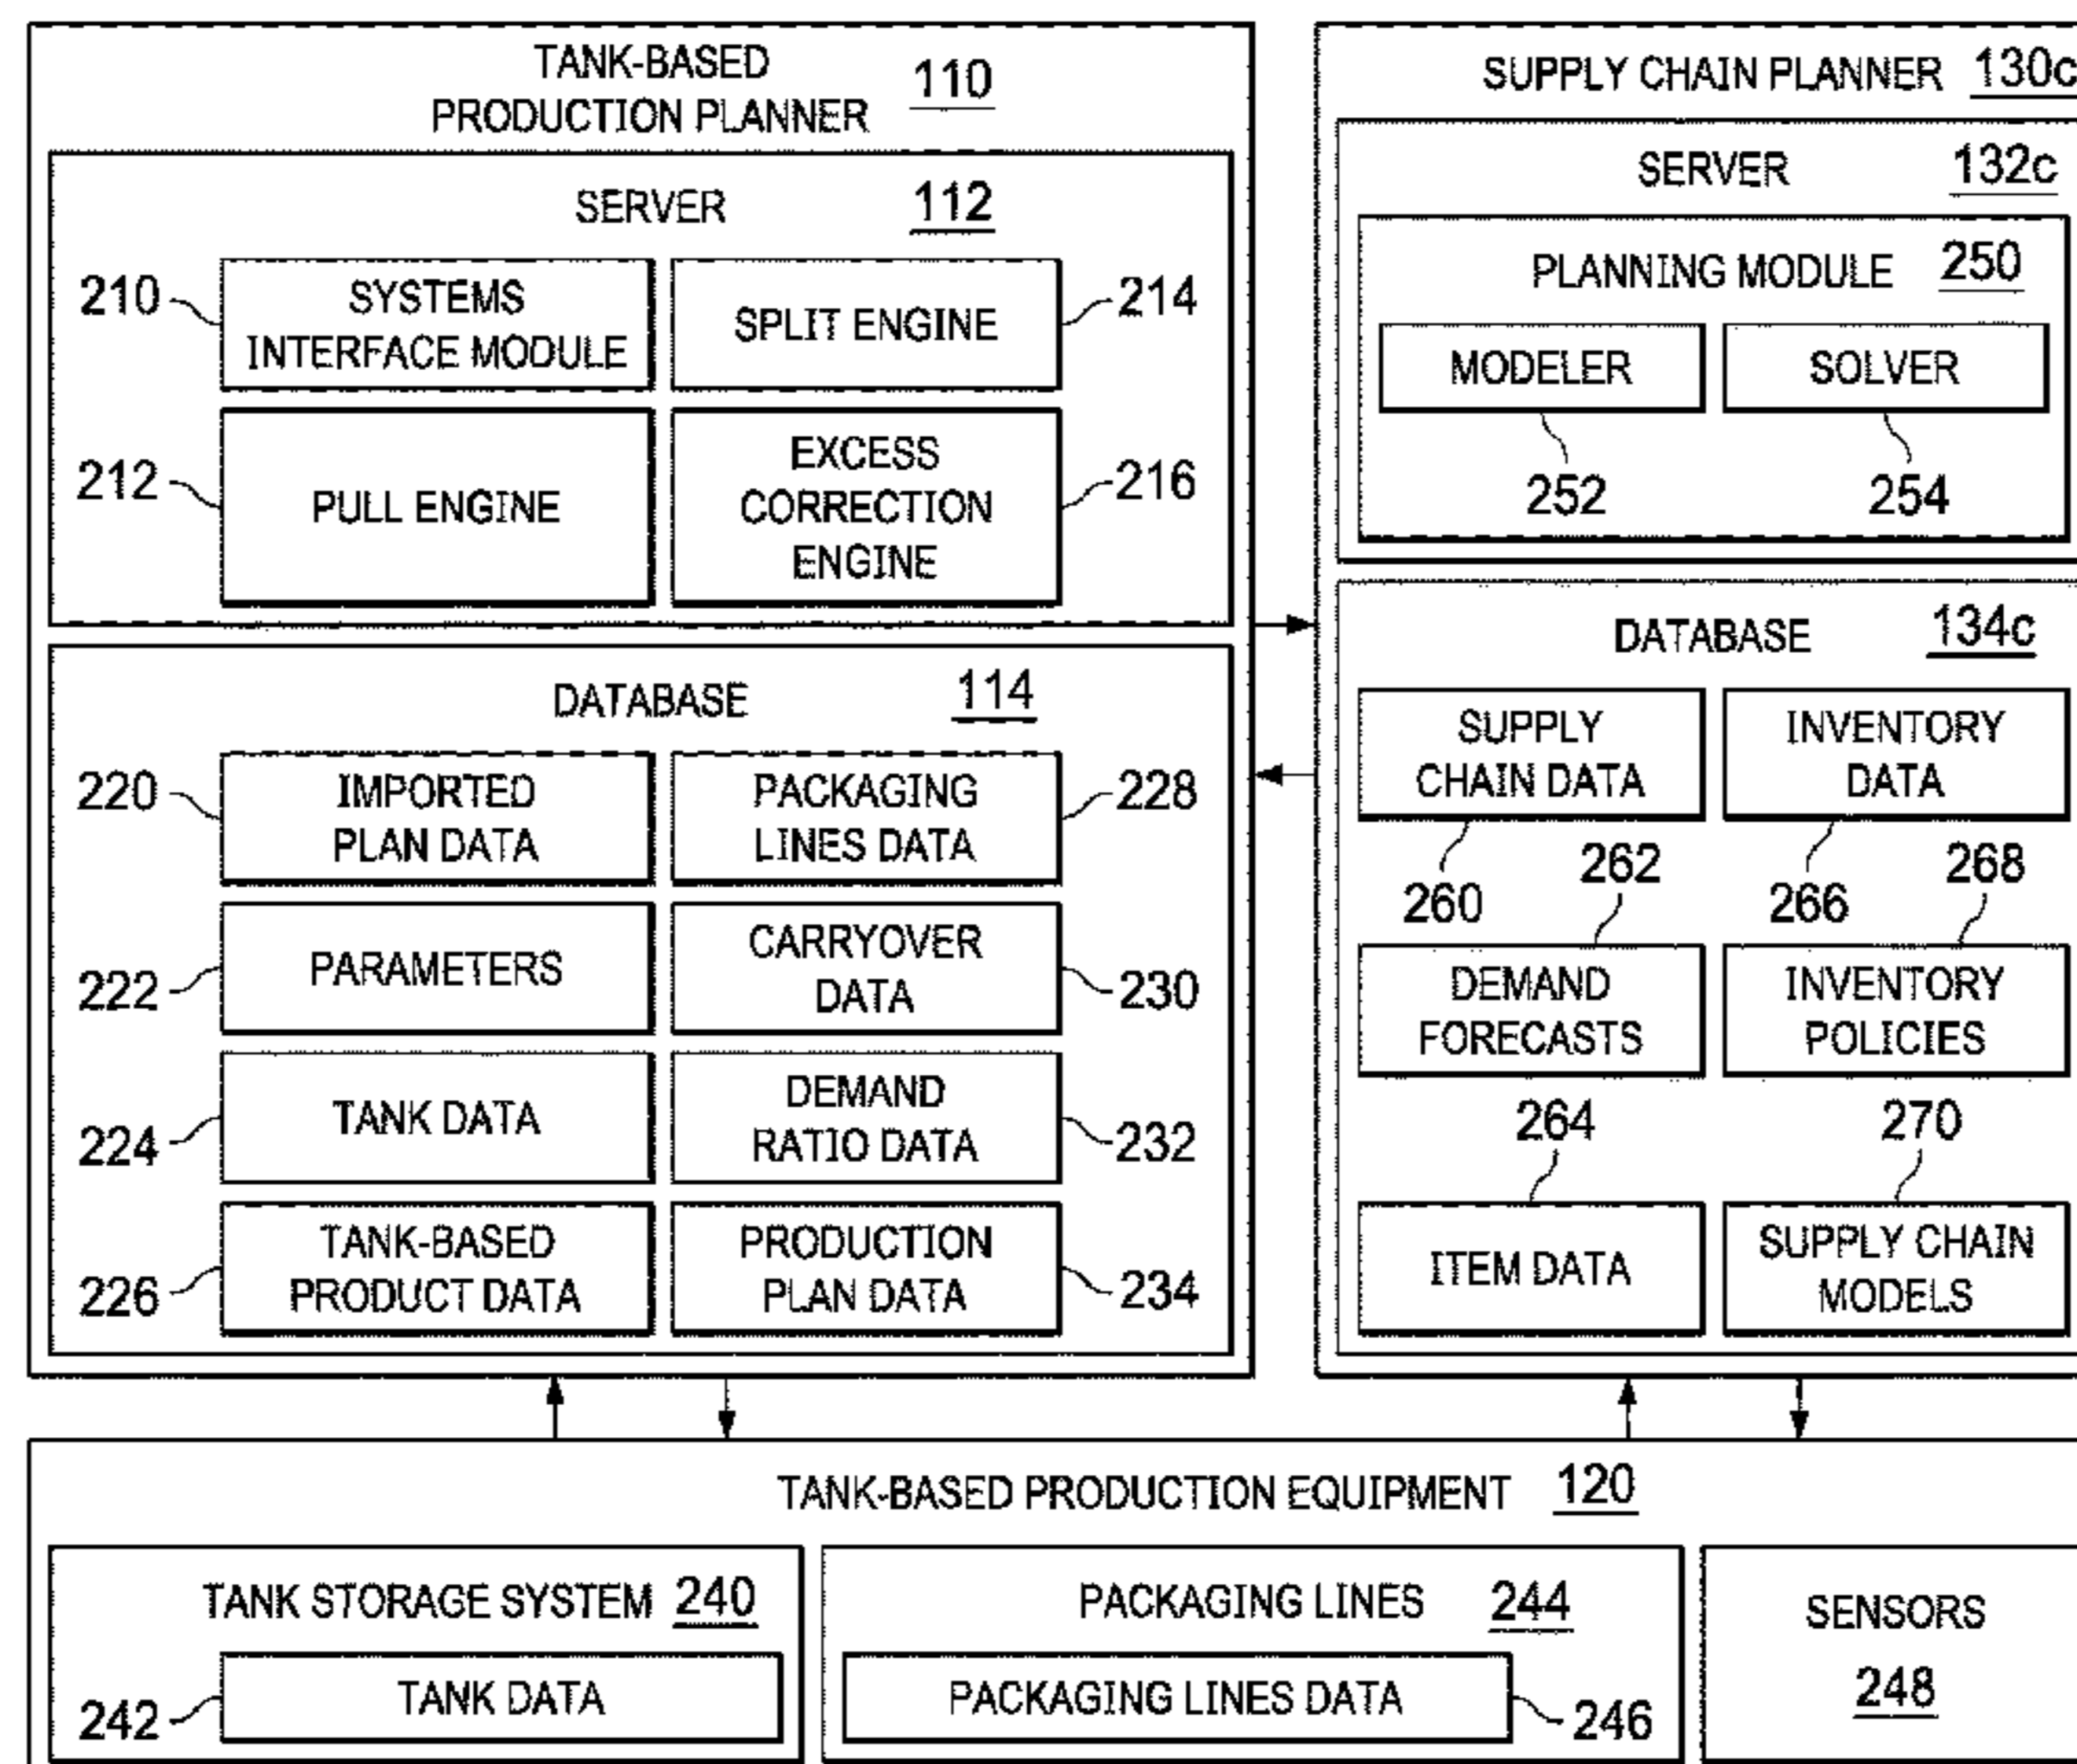 TANK-BASED
PRODUCTION PLANNER 110
SERVER 112
210 SYSTEMS
INTERFACE MODULE
SPLIT ENGINE 214
212 PULL ENGINE
EXCESS
CORRECTION
ENGINE 216
DATABASE 114
220 IMPORTED
PLAN DATA
PACKAGING
LINES DATA 228
222 PARAMETERS
CARRYOVER
DATA 230
224 TANK DATA
DEMAND
RATIO DATA 232
226 TANK-BASED
PRODUCT DATA
PRODUCTION
PLAN DATA 234
SUPPLY CHAIN PLANNER 130c
SERVER 132c
PLANNING MODULE 250
MODELER SOLVER
252 254
DATABASE 134c
SUPPLY
CHAIN DATA
INVENTORY
DATA
260 262 266 268
DEMAND
FORECASTS
INVENTORY
POLICIES
264 270
ITEM DATA
SUPPLY CHAIN
MODELS
TANK-BASED PRODUCTION EQUIPMENT 120
TANK STORAGE SYSTEM 240
242 TANK DATA
PACKAGING LINES 244
PACKAGING LINES DATA 246
SENSORS
248